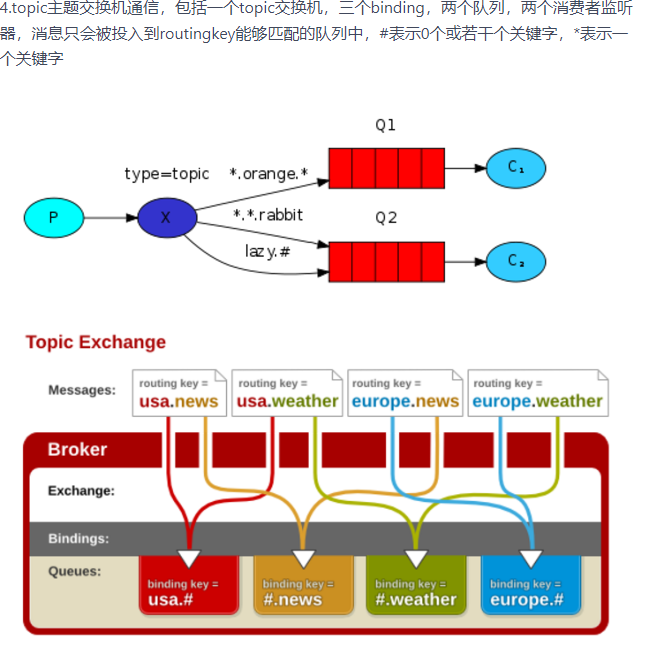 4.topic主题交换机通信，包括一个topic交换机，三个binding，两个队列，两个消费者监听
器，消息只会被投入到routingkey能够匹配的队列中，#表示0个或若干个关键字，*表示一
个关键字
Q1
type=topic
*.orange.*
C₁
P
X
*.*.rabbit
Q2
lazy.#
C₂
Topic Exchange
Messages:
routing key =
usa.news
routing key =
usa.weather
routing key =
europe.news
routing key =
europe.weather
Broker
Exchange:
Bindings:
Queues:
binding key =
usa.#
binding key =
#.news
binding key =
#.weather
binding key =
europe.#